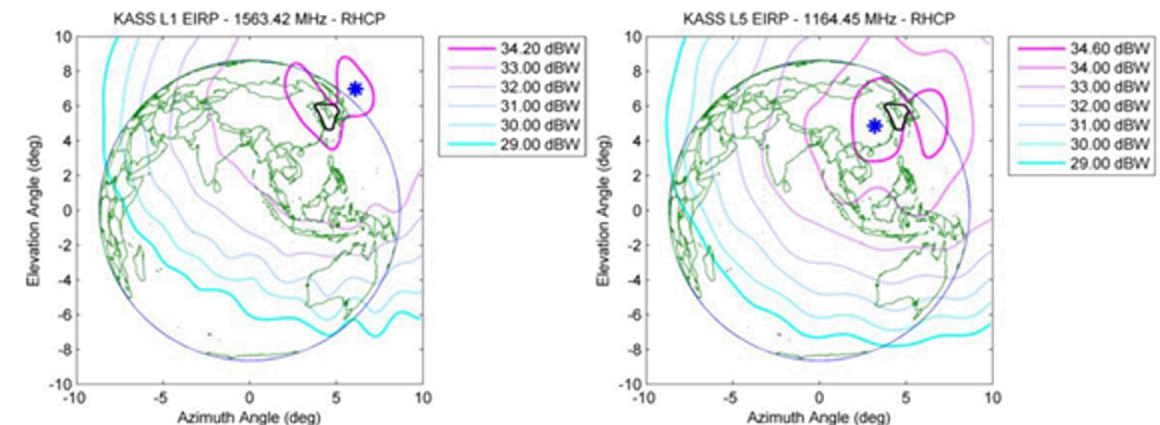 KASS L1 EIRP - 1563.42 MHz - RHCP
10
8
6
4
2
0
-2
-4
-6
-8
-10
Elevation Angle (deg)
-10
-5
0
5
10
Azimuth Angle (deg)
34.20 dBW
33.00 dBW
32.00 dBW
31.00 dBW
30.00 dBW
29.00 dBW
KASS L5 EIRP - 1164.45 MHz - RHCP
10
8
6
4
2
0
-2
-4
-6
-8
-10
Elevation Angle (deg)
-10
-5
0
5
10
Azimuth Angle (deg)
34.60 dBW
34.00 dBW
33.00 dBW
32.00 dBW
31.00 dBW
30.00 dBW
29.00 dBW